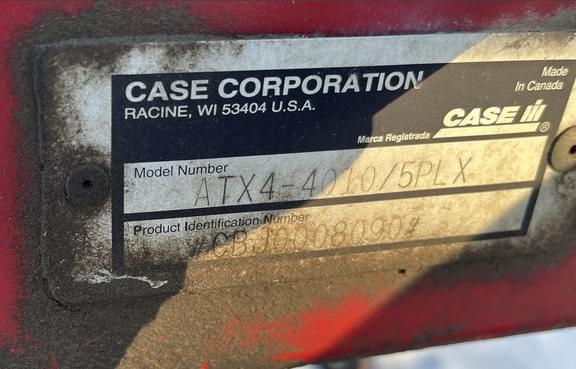 CASE CORPORATION
RACINE, WI 53404 U.S.A.
Made
In Canada
CASE IH
®
Marca Registrada
Model Number
ATX4-4010/5PLX
Product Identification Number